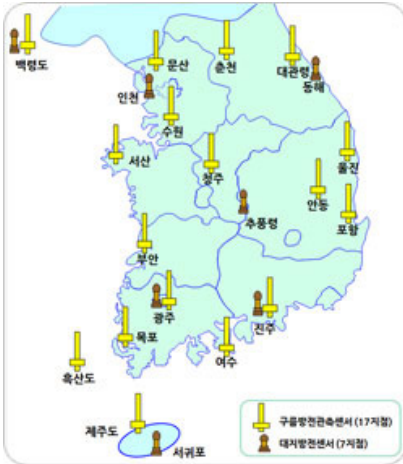 백령도
문산
춘천
대관령
동해
인천
수원
서산
청주
울진
안동
포항
추풍령
부안
광주
진주
목포
여수
흑산도
제주도
서귀포
구름방전관측센서 (17지점)
대지방전센서 (7지점)